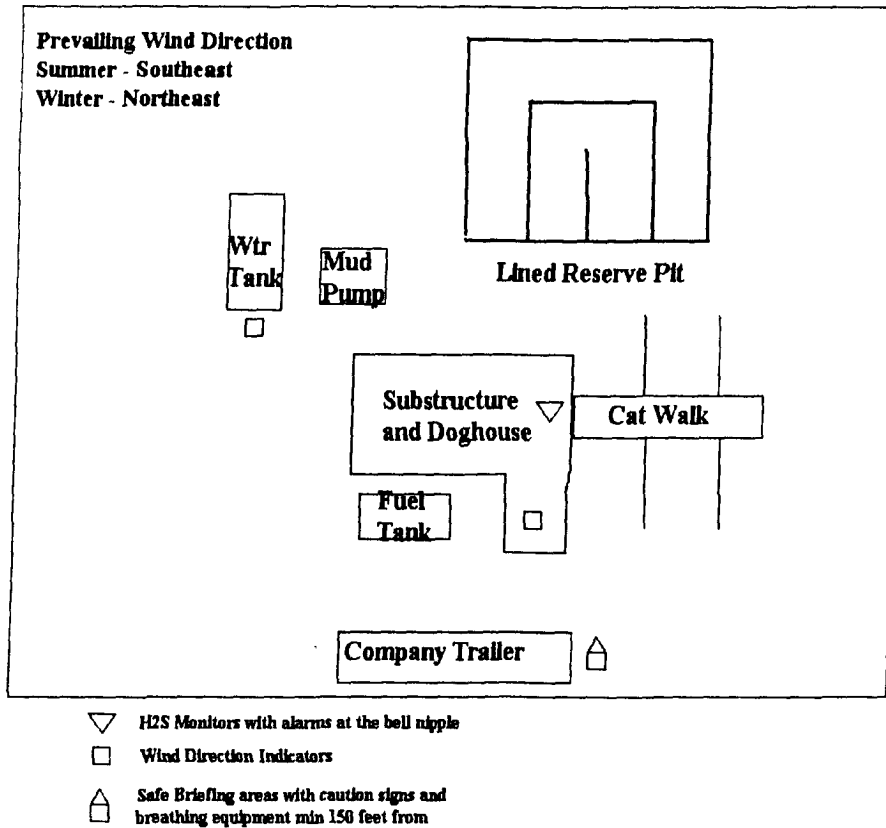 Prevailing Wind Direction
Summer - Southeast
Winter - Northeast
Wtr
Tank
Mud
Pump
Lined Reserve Pit
Substructure
and Doghouse
Cat Walk
Fuel
Tank
Company Trailer
H2S Monitors with alarms at the bell nipple
Wind Direction Indicators
Safe Briefing areas with caution signs and
breathing equipment min 150 feet from